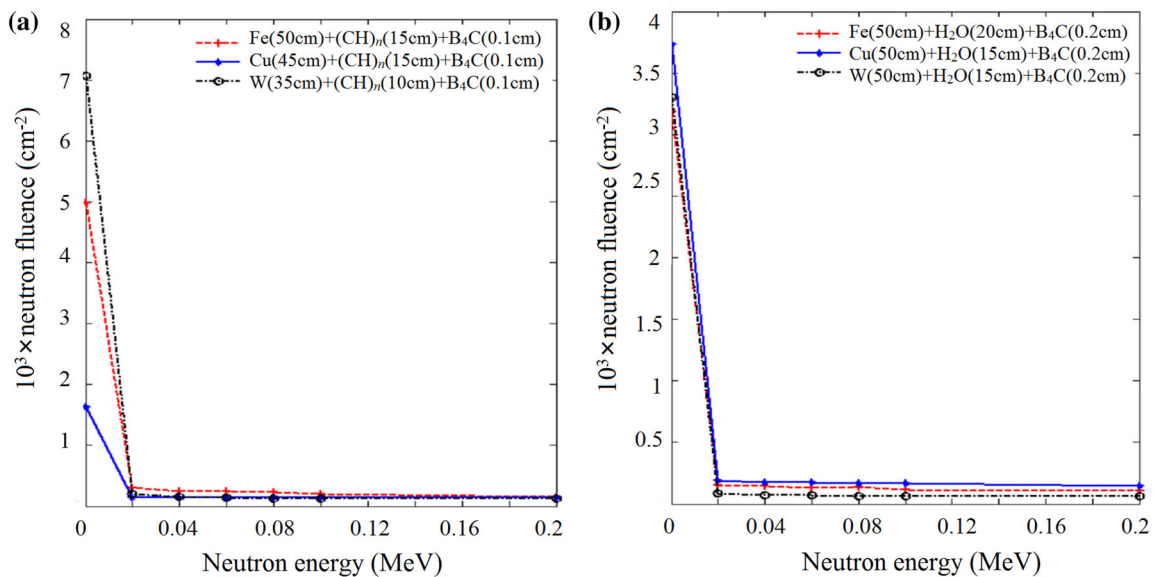 (a)
Fe(50cm)+(CH)n(15cm)+B₄C(0.1cm)
Cu(45cm)+(CH)n(15cm)+B₄C(0.1cm)
W(35cm)+(CH)n(10cm)+B₄C(0.1cm)
10³×neutron fluence (cm⁻²)
8
7
6
5
4
3
2
1
0
0.04
0.08
0.12
0.16
0.2
Neutron energy (MeV)
(b)
Fe(50cm)+H₂O(20cm)+B₄C(0.2cm)
Cu(50cm)+H₂O(15cm)+B₄C(0.2cm)
W(50cm)+H₂O(15cm)+B₄C(0.2cm)
10³×neutron fluence (cm⁻²)
4
3.5
3
2.5
2
1.5
1
0.5
0
0.04
0.08
0.12
0.16
0.2
Neutron energy (MeV)